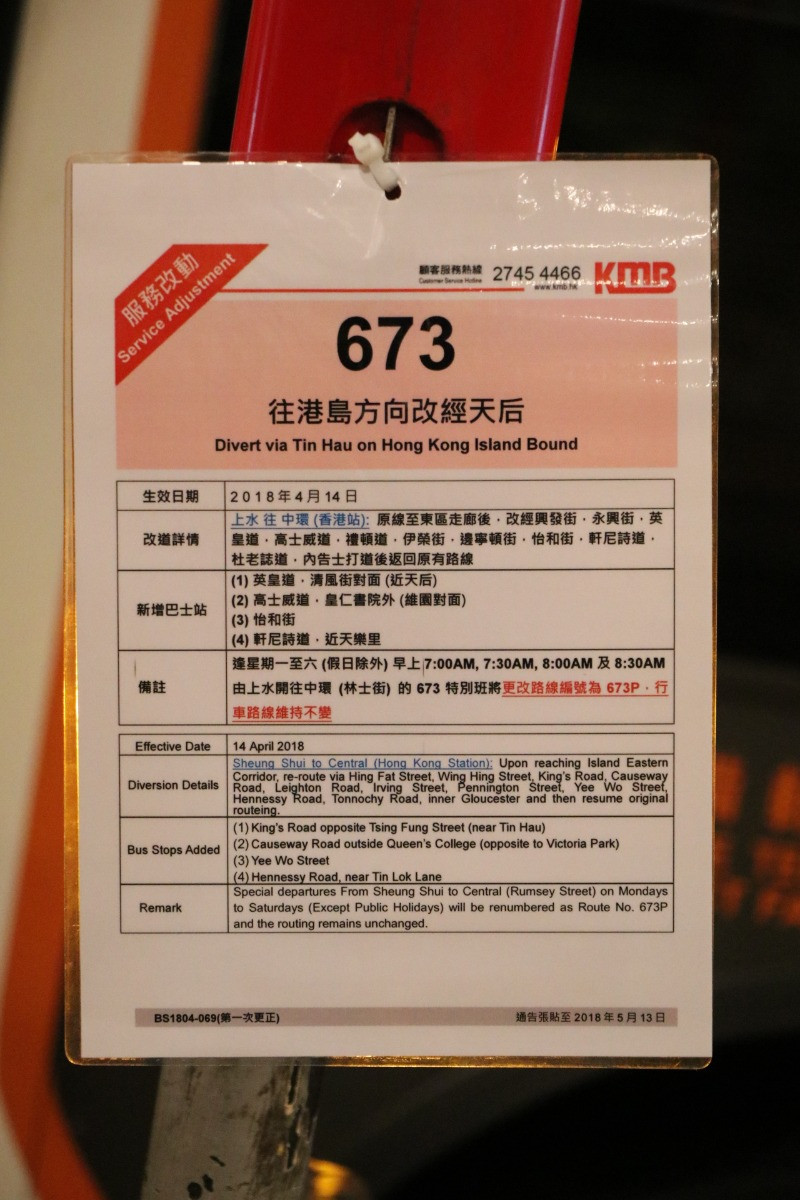 服務改動
Service Adjustment
顧客服務熱線
Customer Service Hotline
2745 4466
www.kmb.hk
KMB
673
往港島方向改經天后
Divert via Tin Hau on Hong Kong Island Bound
生效日期
2018年4月14日
改道詳情
上水 往 中環 (香港站): 原線至東區走廊後，改經興發街，永興街，英
皇道，高士威道，禮頓道，伊榮街，邊寧頓街，怡和街，軒尼詩道，
杜老誌道，內告士打道後返回原有路線
新增巴士站
(1) 英皇道，清風街對面 (近天后)
(2) 高士威道，皇仁書院外 (維園對面)
(3) 怡和街
(4) 軒尼詩道，近天樂里
備註
逢星期一至六 (假日除外) 早上 7:00AM, 7:30AM, 8:00AM 及 8:30AM
由上水開往中環 (林士街) 的 673 特別班將更改路線編號為 673P，行
車路線維持不變
Effective Date
14 April 2018
Diversion Details
Sheung Shui to Central (Hong Kong Station): Upon reaching Island Eastern
Corridor, re-route via Hing Fat Street, Wing Hing Street, King's Road, Causeway
Road, Leighton Road, Irving Street, Pennington Street, Yee Wo Street,
Hennessy Road, Tonnochy Road, inner Gloucester and then resume original
routeing.
Bus Stops Added
(1) King's Road opposite Tsing Fung Street (near Tin Hau)
(2) Causeway Road outside Queen's College (opposite to Victoria Park)
(3) Yee Wo Street
(4) Hennessy Road, near Tin Lok Lane
Remark
Special departures From Sheung Shui to Central (Rumsey Street) on Mondays
to Saturdays (Except Public Holidays) will be renumbered as Route No. 673P
and the routing remains unchanged.
BS1804-069(第一次更正)
通告張貼至 2018 年 5 月 13 日